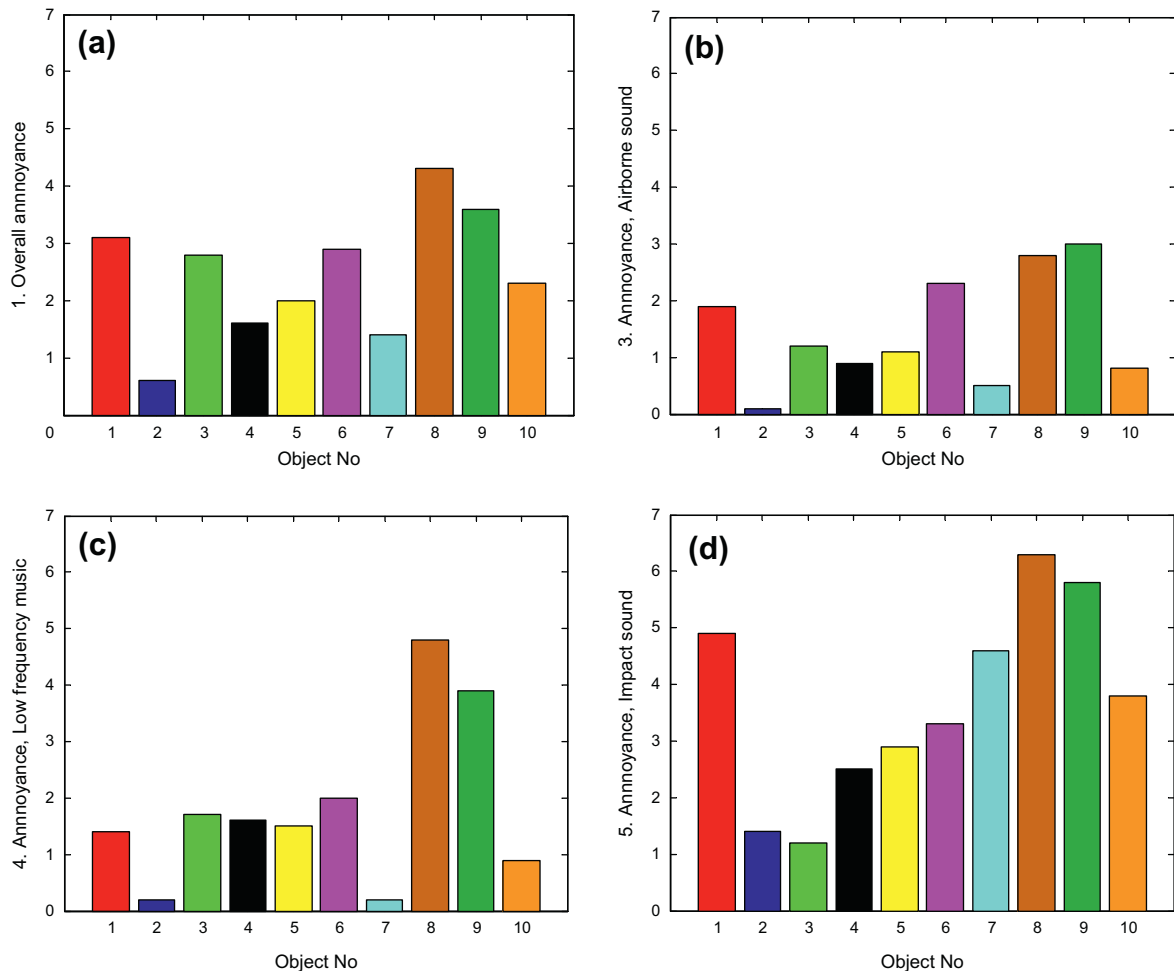 (a)
1. Overall annnoyance
7
6
5
4
3
2
1
0
1 2 3 4 5 6 7 8 9 10
Object No
(b)
3. Annnoyance, Airborne sound
7
6
5
4
3
2
1
0
1 2 3 4 5 6 7 8 9 10
Object No
(c)
4. Annnoyance, Low frequency music
7
6
5
4
3
2
1
0
1 2 3 4 5 6 7 8 9 10
Object No
(d)
5. Annnoyance, Impact sound
7
6
5
4
3
2
1
0
1 2 3 4 5 6 7 8 9 10
Object No